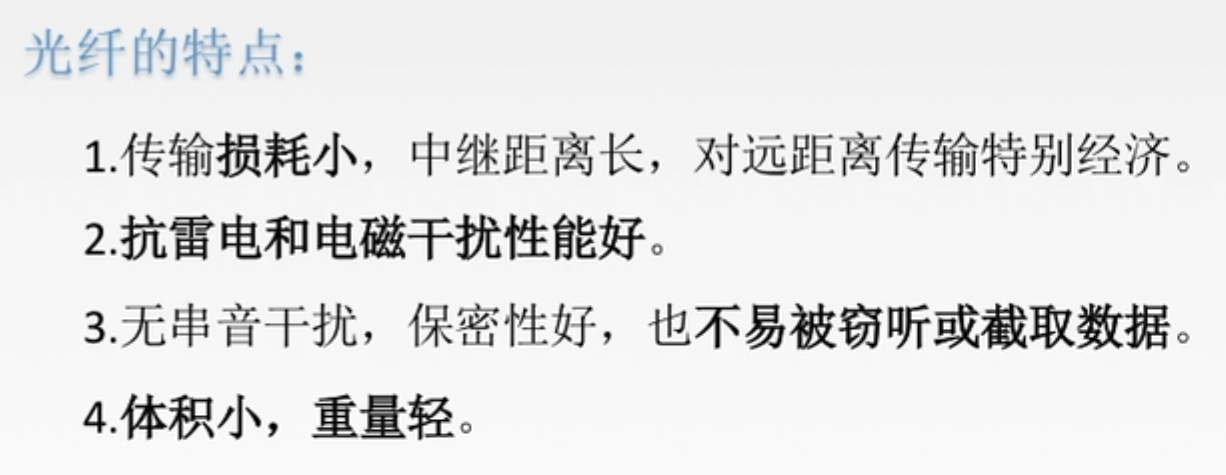 光纤的特点：
1.传输损耗小，中继距离长，对远距离传输特别经济。
2.抗雷电和电磁干扰性能好。
3.无串音干扰，保密性好，也不易被窃听或截取数据。
4.体积小，重量轻。